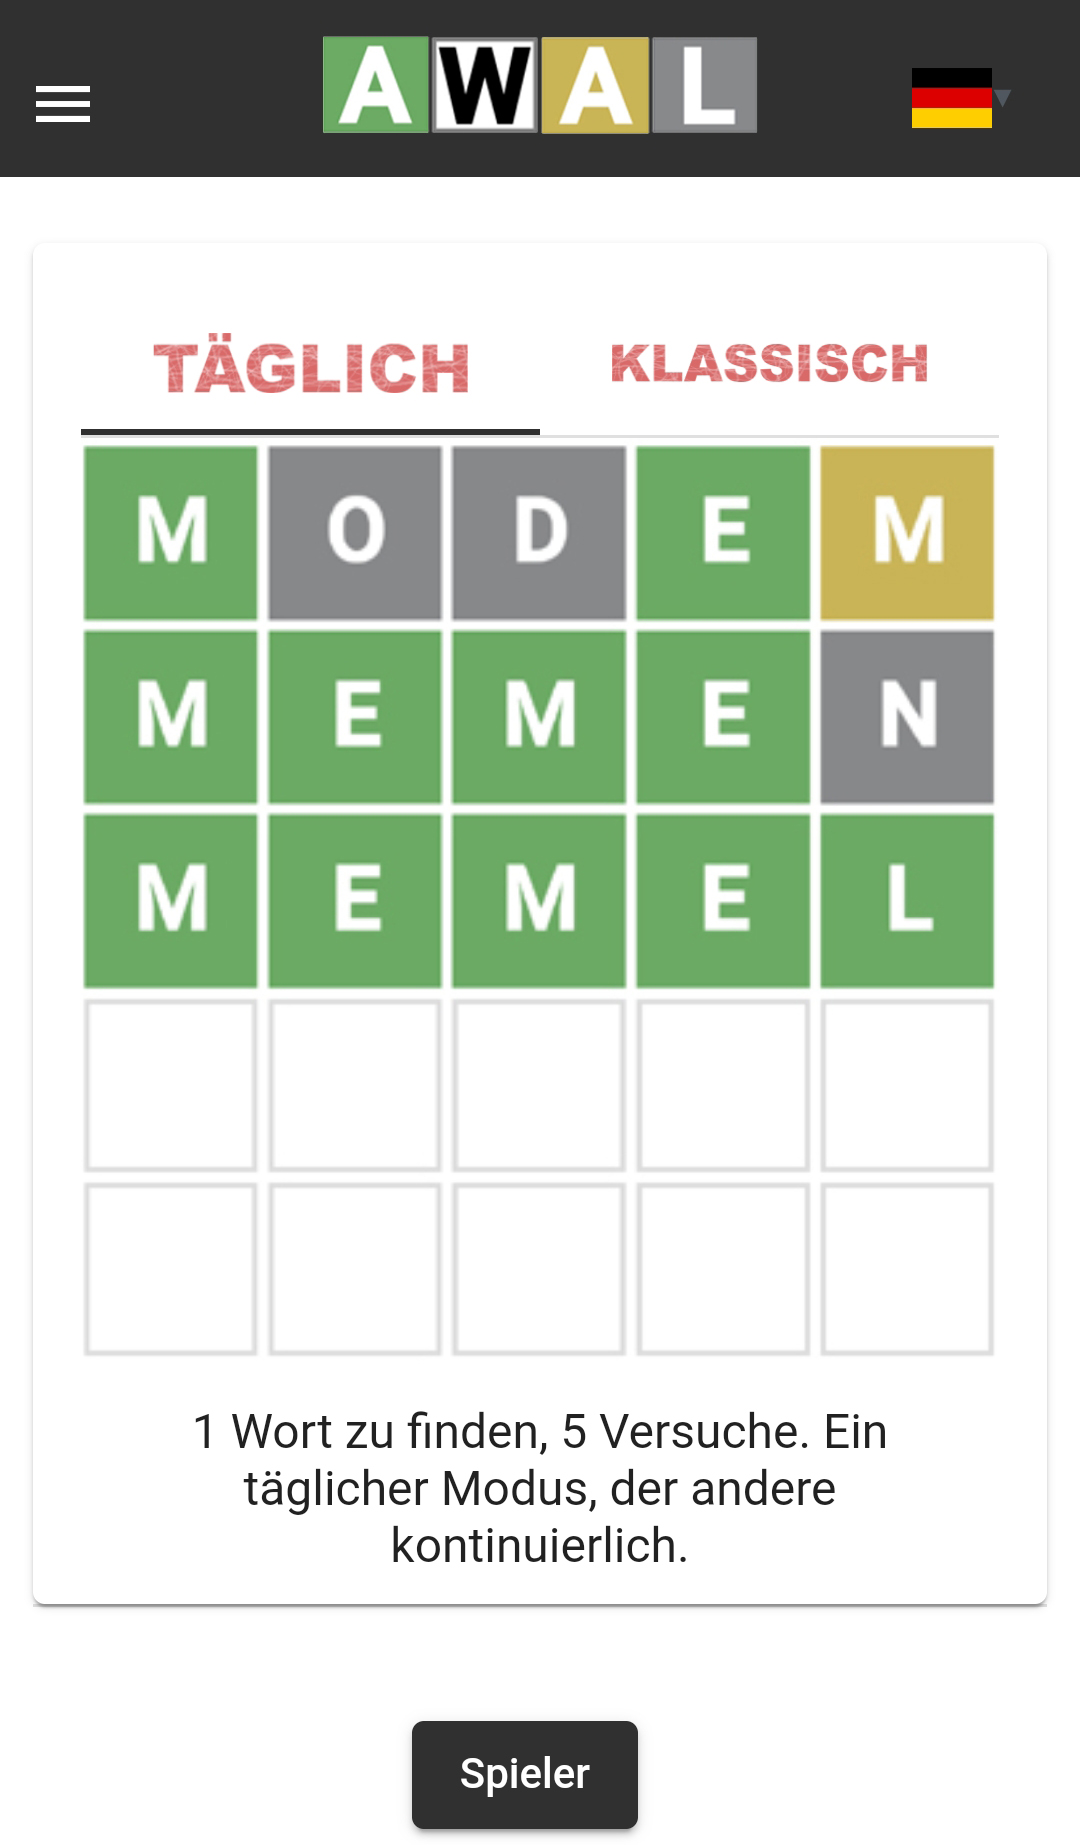 AWAL
TÄGLICH KLASSISCH
M O D E M
M E M E N
M E M E L
1 Wort zu finden, 5 Versuche. Ein
täglicher Modus, der andere
kontinuierlich.
Spieler